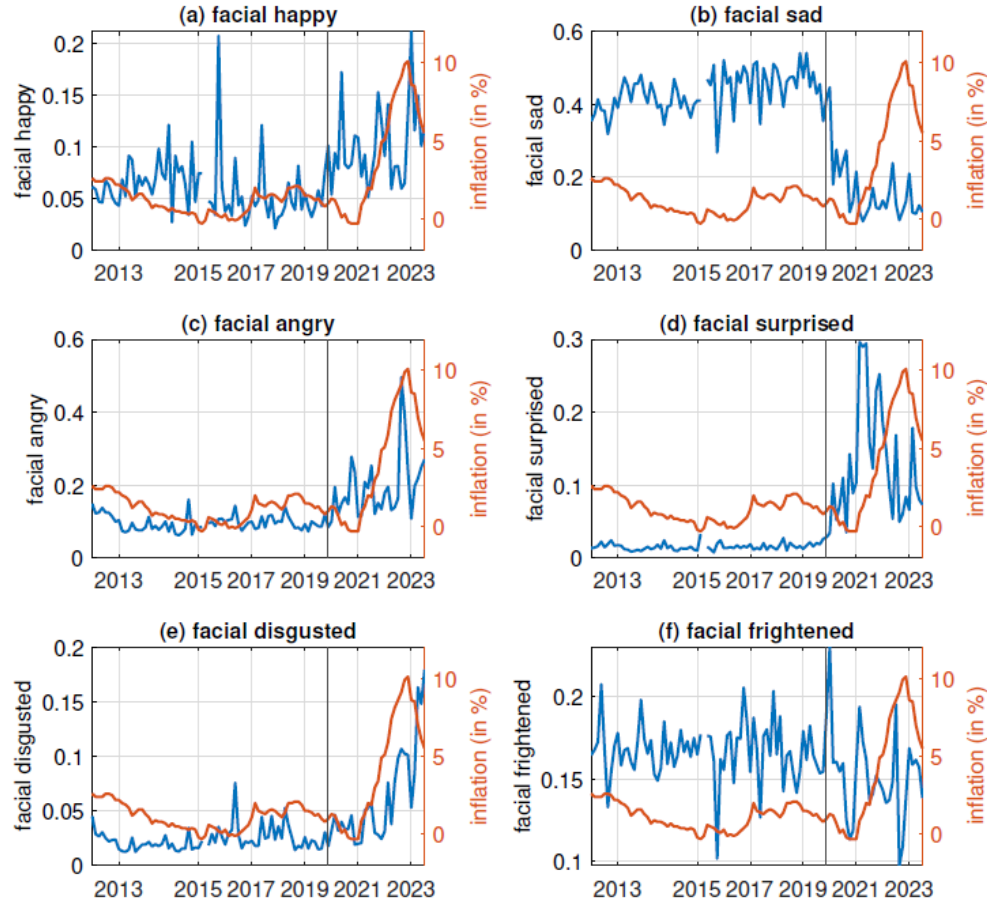 (a) facial happy
(b) facial sad
0.2
0.15
0.1
0.05
0
facial happy
10
5
0
inflation (in %)
2013 2015 2017 2019 2021 2023
0.6
0.4
0.2
0
facial sad
10
5
0
inflation (in %)
2013 2015 2017 2019 2021 2023
(c) facial angry
(d) facial surprised
0.6
0.4
0.2
0
facial angry
10
5
0
inflation (in %)
2013 2015 2017 2019 2021 2023
0.3
0.2
0.1
0
facial surprised
10
5
0
inflation (in %)
2013 2015 2017 2019 2021 2023
(e) facial disgusted
(f) facial frightened
0.2
0.15
0.1
0.05
0
facial disgusted
10
5
0
inflation (in %)
2013 2015 2017 2019 2021 2023
0.2
0.15
0.1
facial frightened
10
5
0
inflation (in %)
2013 2015 2017 2019 2021 2023